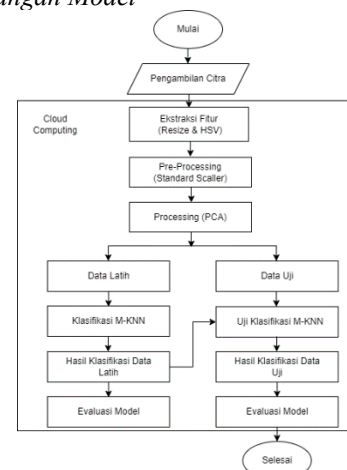 angan Model
Mulai
Pengambilan Citra
Cloud
Computing
Ekstraksi Fitur
(Resize & HSV)
Pre-Processing
(Standard Scaller)
Processing (PCA)
Data Latih
Data Uji
Klasifikasi M-KNN
Uji Klasifikasi M-KNN
Hasil Klasifikasi Data
Latih
Hasil Klasifikasi Data
Uji
Evaluasi Model
Evaluasi Model
Selesai